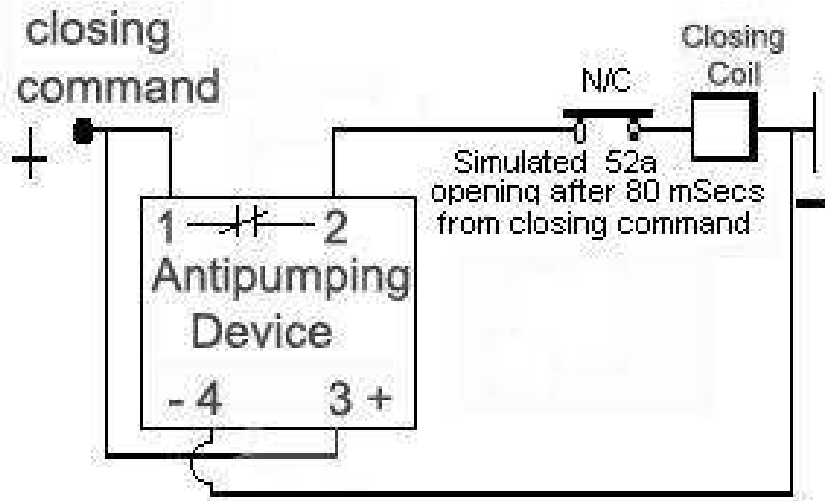 closing
command
+
Closing
Coil
N/C
Simulated 52a
opening after 80 mSecs
from closing command
-
1 2
Antipumping
Device
- 4 3 +